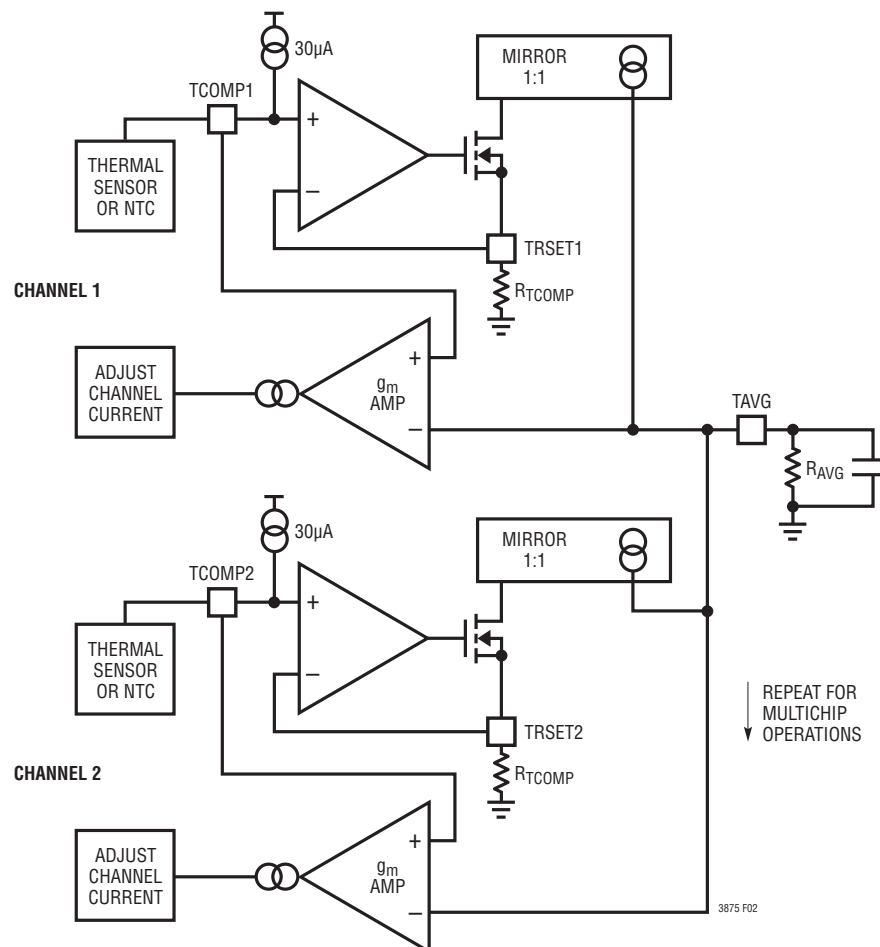 30µA
MIRROR
1:1
TCOMP1
+
−
THERMAL
SENSOR
OR NTC
TRSET1
RTCOMP
CHANNEL 1
ADJUST
CHANNEL
CURRENT
+
gm
AMP
−
TAVG
RAVG
30µA
MIRROR
1:1
TCOMP2
+
−
THERMAL
SENSOR
OR NTC
TRSET2
RTCOMP
REPEAT FOR
MULTICHIP
OPERATIONS
CHANNEL 2
ADJUST
CHANNEL
CURRENT
+
gm
AMP
−
3875 F02